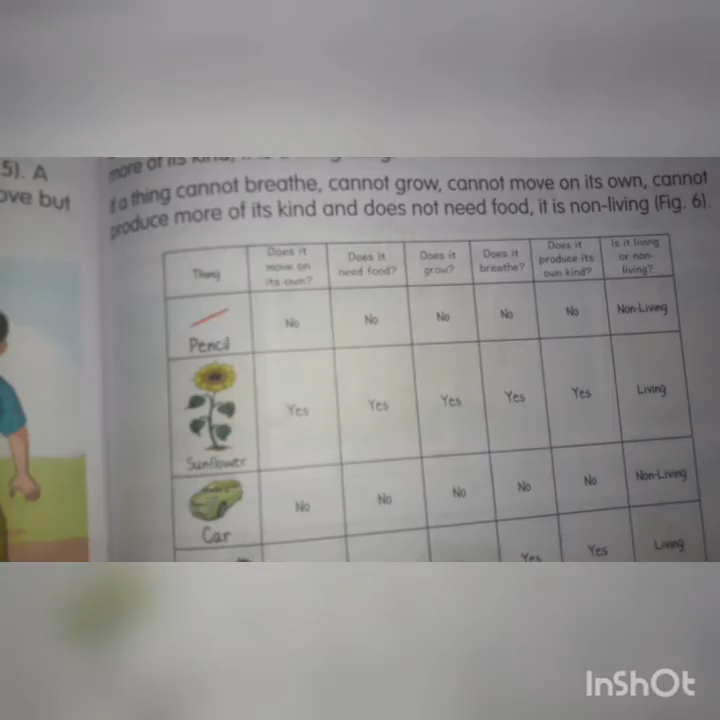 5). A
ove but
more of its kind,
if a thing cannot breathe, cannot grow, cannot move on its own, cannot
produce more of its kind and does not need food, it is non-living (Fig. 6).
Thing
Does it
move on
its own?
Does it
need food?
Does it
grow?
Does it
breathe?
Does it
produce its
own kind?
Is it living
or non-
living?
Pencil
No
No
No
No
No
Non-Living
Sunflower
Yes
Yes
Yes
Yes
Yes
Living
Car
No
No
No
No
No
Non-Living
Yes
Yes
Living
InShOt